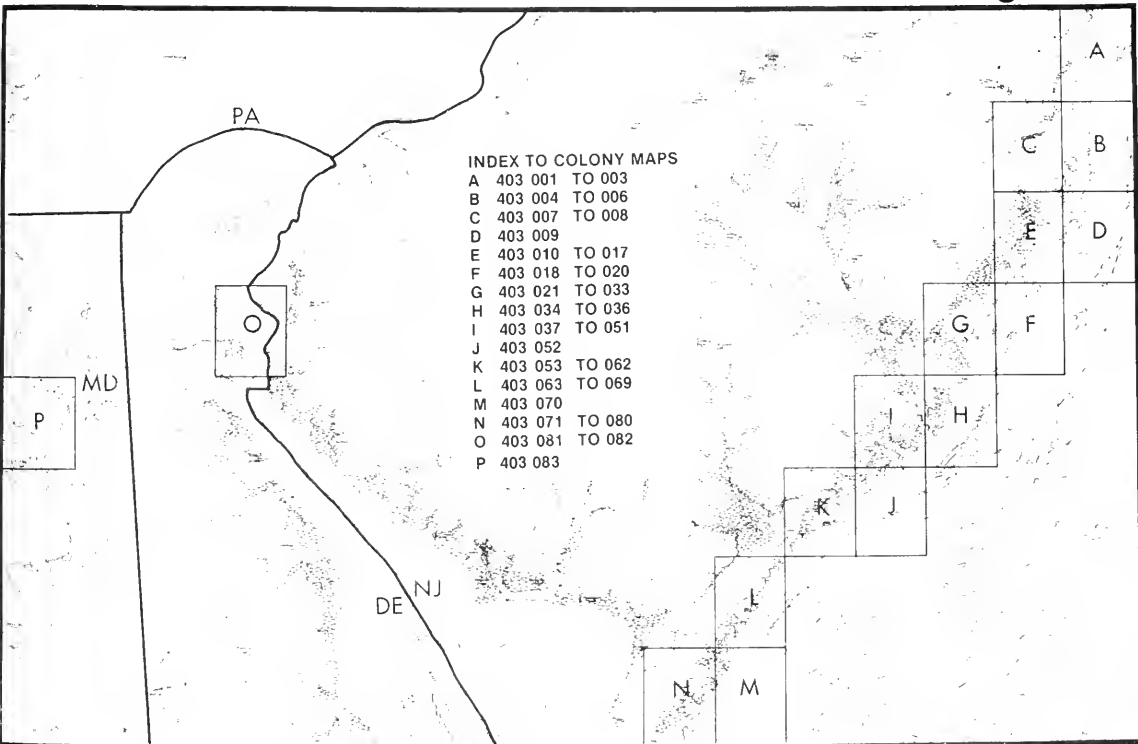 A
PA
INDEX TO COLONY MAPS
A 403 001 TO 003
B 403 004 TO 006
C 403 007 TO 008
D 403 009
E 403 010 TO 017
F 403 018 TO 020
G 403 021 TO 033
H 403 034 TO 036
I 403 037 TO 051
J 403 052
K 403 053 TO 062
L 403 063 TO 069
M 403 070
N 403 071 TO 080
O 403 081 TO 082
P 403 083
C B
E D
O
G F
MD
P
I H
K J
DE NJ
L
N M